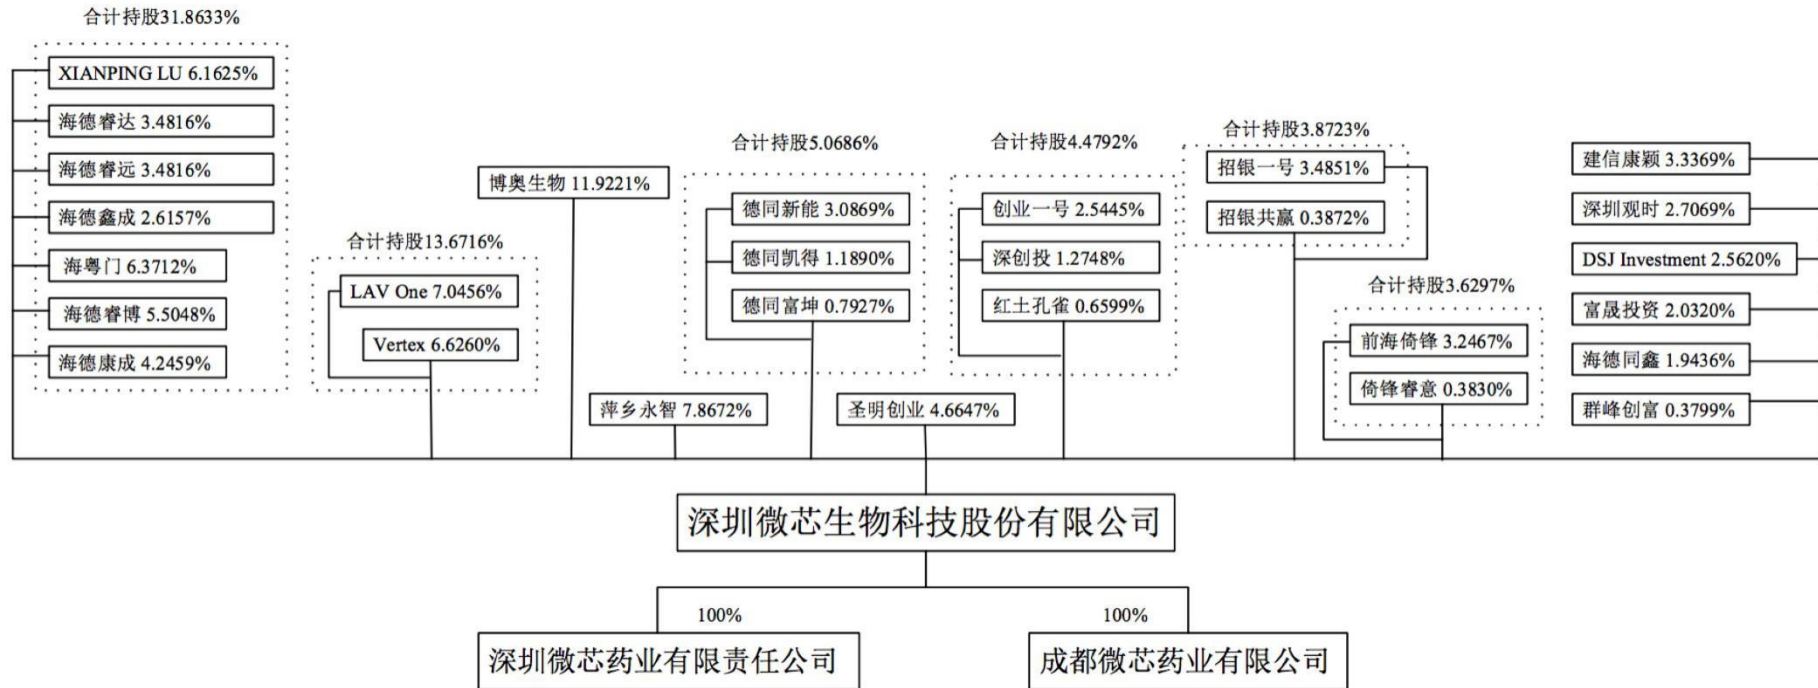 合计持股31.8633%
XIANPING LU 6.1625%
海德睿达 3.4816%
海德睿远 3.4816%
海德鑫成 2.6157%
海粤门 6.3712%
海德睿博 5.5048%
海德康成 4.2459%
合计持股13.6716%
LAV One 7.0456%
Vertex 6.6260%
博奥生物 11.9221%
萍乡永智 7.8672%
合计持股5.0686%
德同新能 3.0869%
德同凯得 1.1890%
德同富坤 0.7927%
圣明创业 4.6647%
合计持股4.4792%
创业一号 2.5445%
深创投 1.2748%
红土孔雀 0.6599%
合计持股3.8723%
招银一号 3.4851%
招银共赢 0.3872%
合计持股3.6297%
前海倚锋 3.2467%
倚锋睿意 0.3830%
建信康颖 3.3369%
深圳观时 2.7069%
DSJ Investment 2.5620%
富晟投资 2.0320%
海德同鑫 1.9436%
群峰创富 0.3799%
深圳微芯生物科技股份有限公司
100%
100%
深圳微芯药业有限责任公司
成都微芯药业有限公司